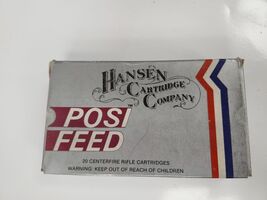 HANSEN
CARTRIDGE
COMPANY
POSI
FEED
20 CENTERFIRE RIFLE CARTRIDGES
WARNING: KEEP OUT OF REACH OF CHILDREN